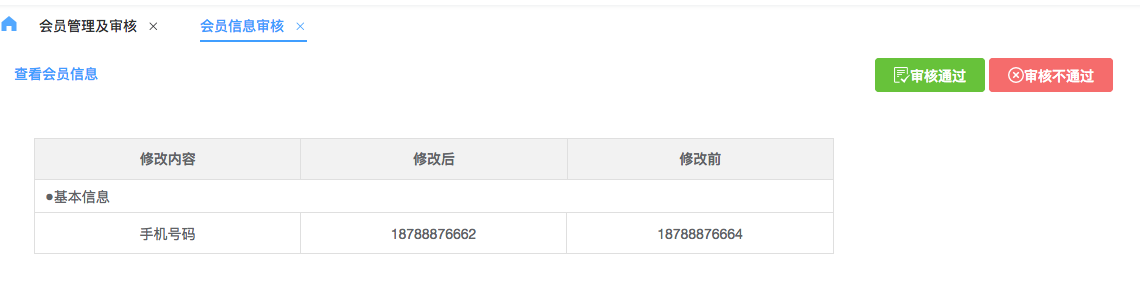 会员管理及审核 × 会员信息审核 ×
查看会员信息 审核通过 审核不通过
修改内容 修改后 修改前
●基本信息
手机号码 18788876662 18788876664